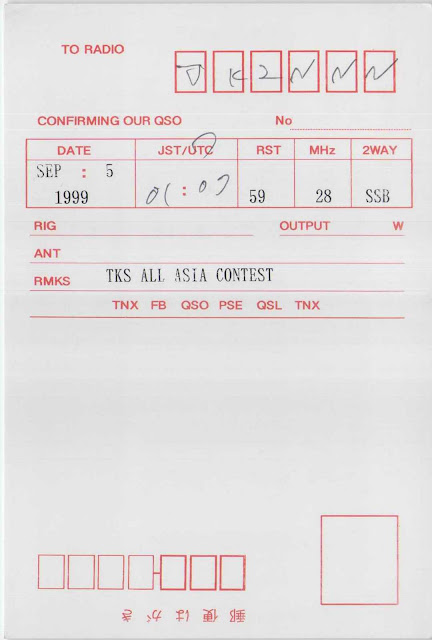 TO RADIO
J K 2 N N N
CONFIRMING OUR QSO No
DATE JST/UTC RST MHz 2WAY
SEP : 5
1999 01:07 59 28 SSB
RIG OUTPUT W
ANT
RMKS TKS ALL ASIA CONTEST
TNX FB QSO PSE QSL TNX
郵便はがき